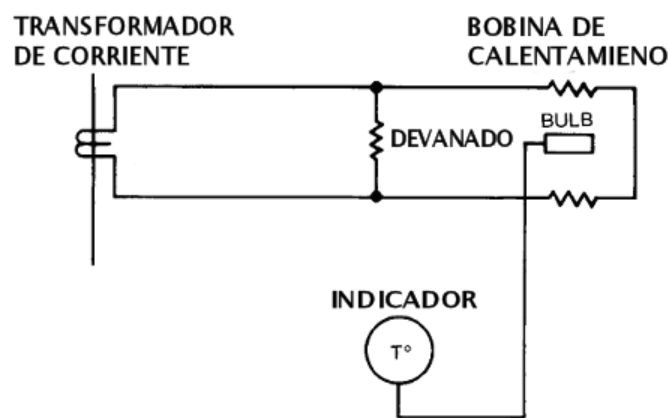 TRANSFORMADOR
DE CORRIENTE
BOBINA DE
CALENTAMIENO
BULB
DEVANADO
INDICADOR
T°